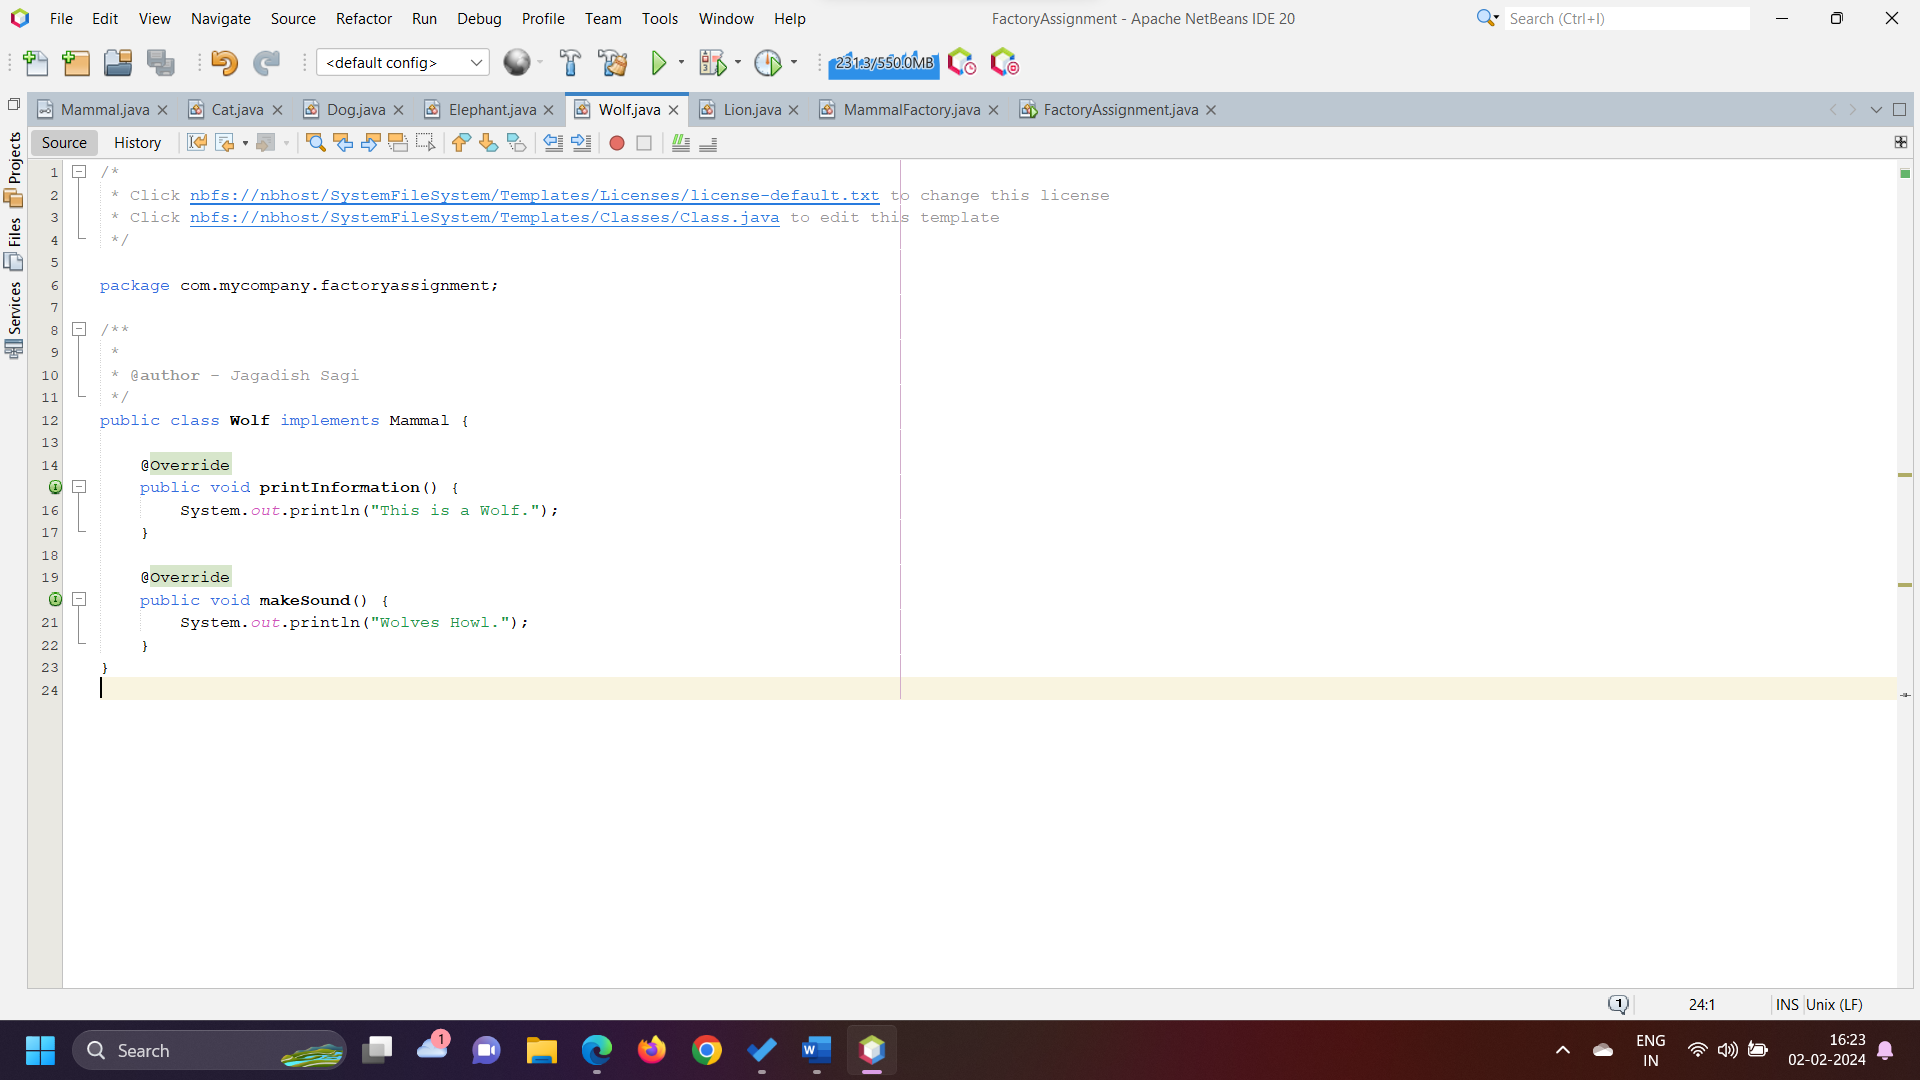 File Edit View Navigate Source Refactor Run Debug Profile Team Tools Window Help FactoryAssignment - Apache NetBeans IDE 20 Search (Ctrl+I)
<default config> 231.3/550.0MB
Mammal.java Cat.java Dog.java Elephant.java Wolf.java Lion.java MammalFactory.java FactoryAssignment.java
Source History
Projects
Files
Services
1 /*
2 * Click nbfs://nbhost/SystemFileSystem/Templates/Licenses/license-default.txt to change this license
3 * Click nbfs://nbhost/SystemFileSystem/Templates/Classes/Class.java to edit this template
4 */
5
6 package com.mycompany.factoryassignment;
7
8 /**
9 *
10 * @author - Jagadish Sagi
11 */
12 public class Wolf implements Mammal {
13
14 @Override
public void printInformation() {
16 System.out.println("This is a Wolf.");
17 }
18
19 @Override
public void makeSound() {
21 System.out.println("Wolves Howl.");
22 }
23 }
24
1 24:1 INS Unix (LF)
Search 1 ENG IN 16:23 02-02-2024